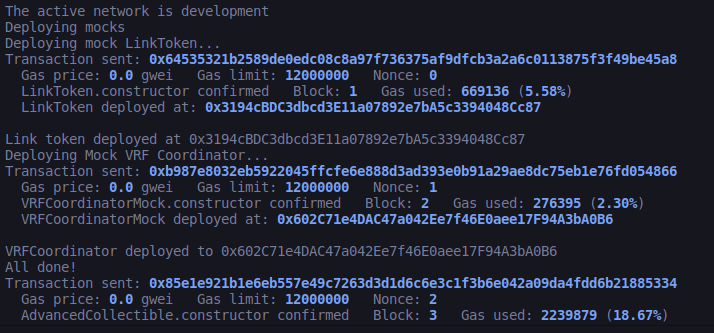 The active network is development
Deploying mocks
Deploying mock LinkToken...
Transaction sent: 0x64535321b2589de0edc08c8a97f736375af9dfcb3a2a6c0113875f3f49be45a8
Gas price: 0.0 gwei Gas limit: 12000000 Nonce: 0
LinkToken.constructor confirmed Block: 1 Gas used: 669136 (5.58%)
LinkToken deployed at: 0x3194cBDC3dbcd3E11a07892e7bA5c3394048Cc87
Link token deployed at 0x3194cBDC3dbcd3E11a07892e7bA5c3394048Cc87
Deploying Mock VRF Coordinator...
Transaction sent: 0xb987e8032eb5922045ffcfe6e888d3ad393e0b91a29ae8dc75eb1e76fd054866
Gas price: 0.0 gwei Gas limit: 12000000 Nonce: 1
VRFCoordinatorMock.constructor confirmed Block: 2 Gas used: 276395 (2.30%)
VRFCoordinatorMock deployed at: 0x602C71e4DAC47a042Ee7f46E0aee17F94A3bA0B6
VRFCoordinator deployed to 0x602C71e4DAC47a042Ee7f46E0aee17F94A3bA0B6
All done!
Transaction sent: 0x85e1e921b1e6eb557e49c7263d3d1d6c6e3c1f3b6e042a09da4fdd6b21885334
Gas price: 0.0 gwei Gas limit: 12000000 Nonce: 2
AdvancedCollectible.constructor confirmed Block: 3 Gas used: 2239879 (18.67%)